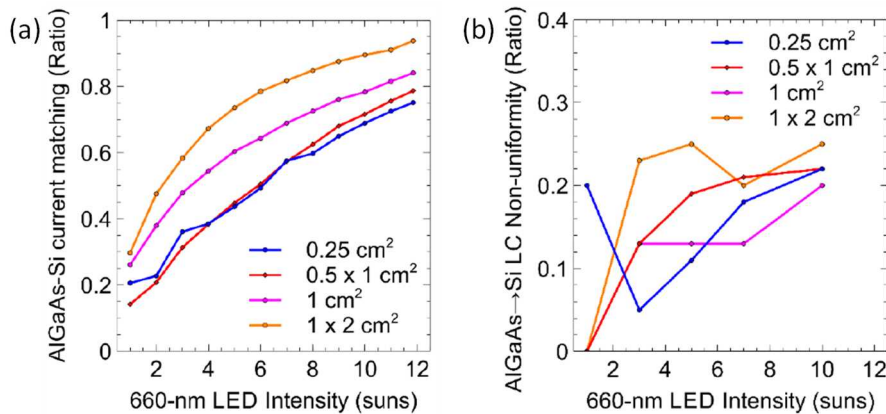 (a)
AlGaAs-Si current matching (Ratio)
1
0.8
0.6
0.4
0.2
0
0.25 cm²
0.5 x 1 cm²
1 cm²
1 x 2 cm²
2 4 6 8 10 12
660-nm LED Intensity (suns)
(b)
AlGaAs→Si LC Non-uniformity (Ratio)
0.4
0.3
0.2
0.1
0
0.25 cm²
0.5 x 1 cm²
1 cm²
1 x 2 cm²
2 4 6 8 10 12
660-nm LED Intensity (suns)